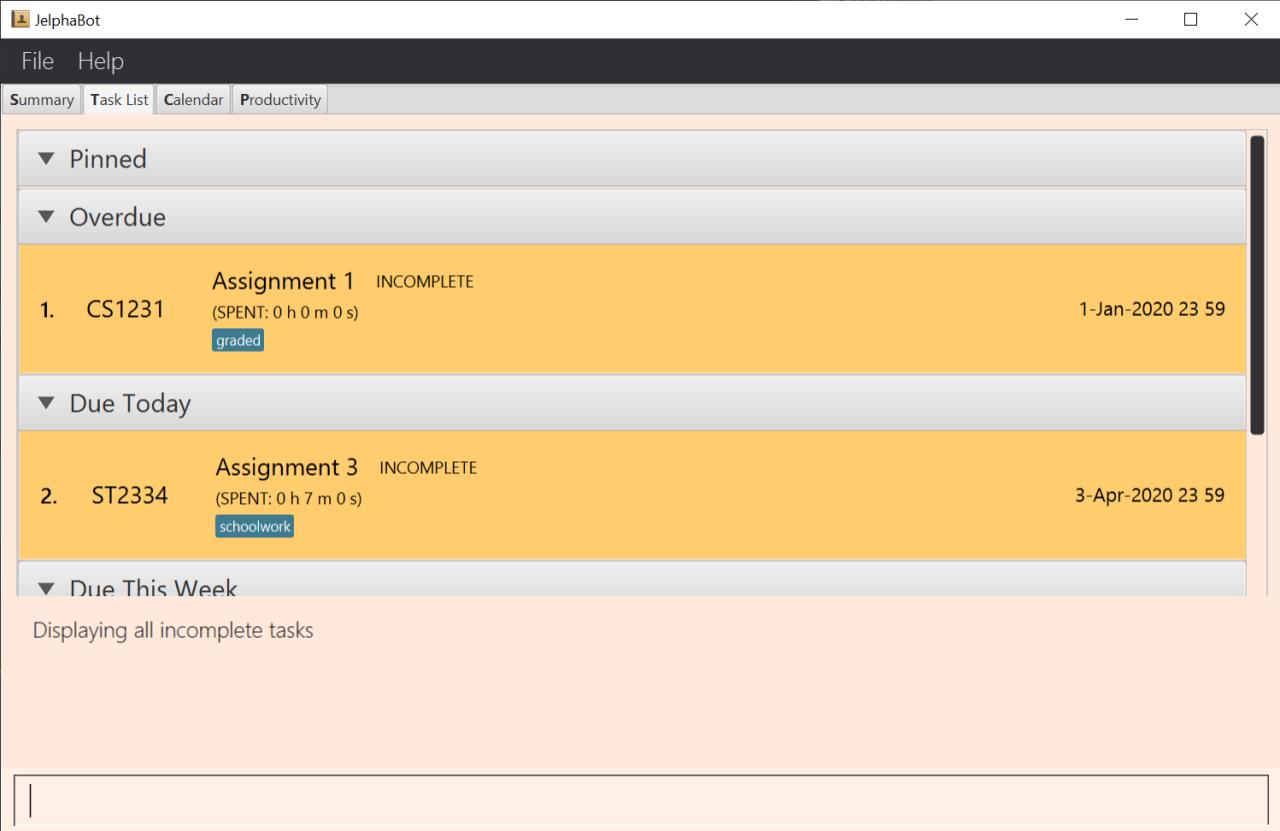 JelphaBot
File Help
Summary Task List Calendar Productivity
Pinned
Overdue
Assignment 1 INCOMPLETE
1. CS1231 (SPENT: 0 h 0 m 0 s) 1-Jan-2020 23 59
graded
Due Today
Assignment 3 INCOMPLETE
2. ST2334 (SPENT: 0 h 7 m 0 s) 3-Apr-2020 23 59
schoolwork
Due This Week
Displaying all incomplete tasks